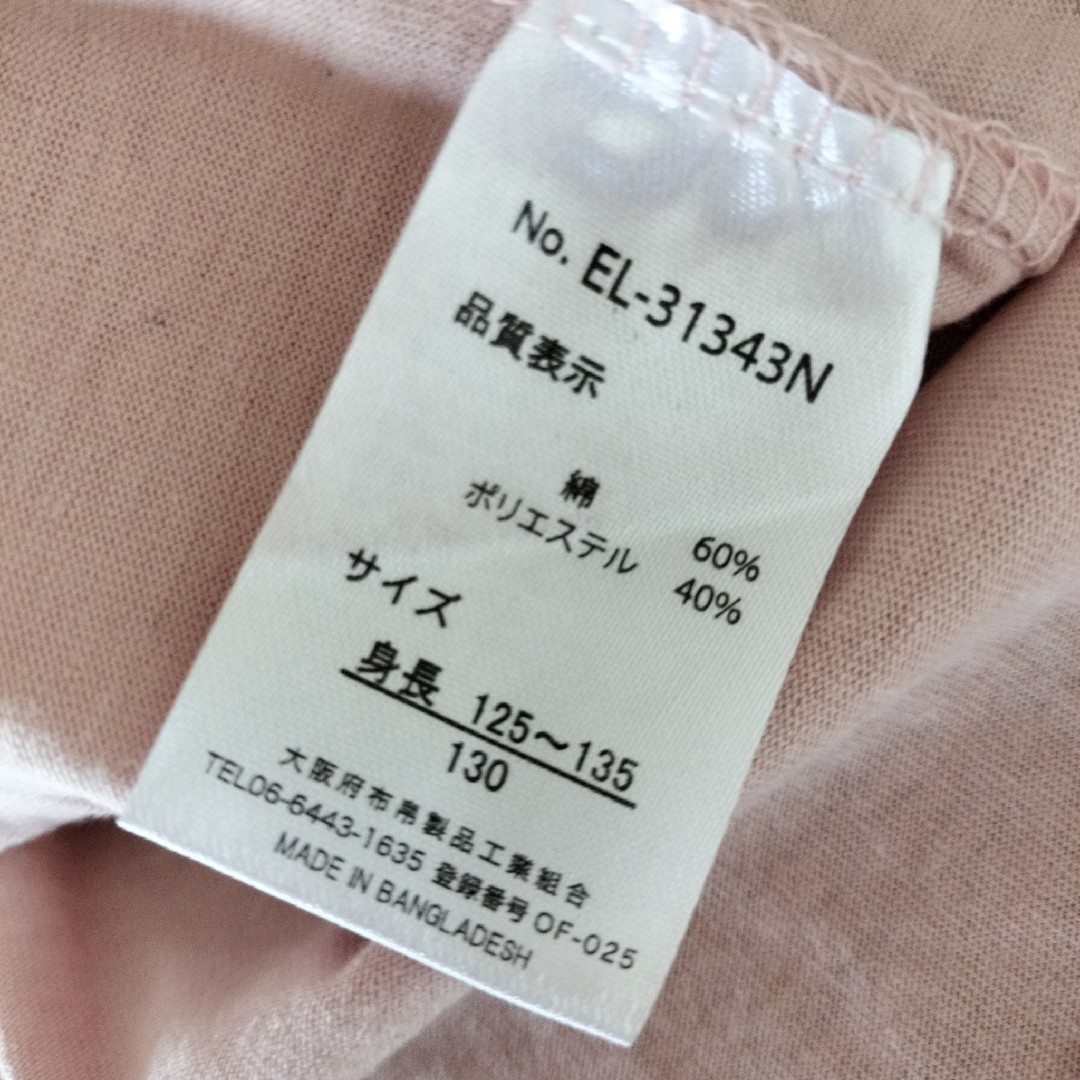 No. EL-31343N
品質表示
綿 60%
ポリエステル 40%
サイズ
身長 125～135
130
大阪府布帛製品工業組合
TEL06-6443-1635 登録番号 OF-025
MADE IN BANGLADESH